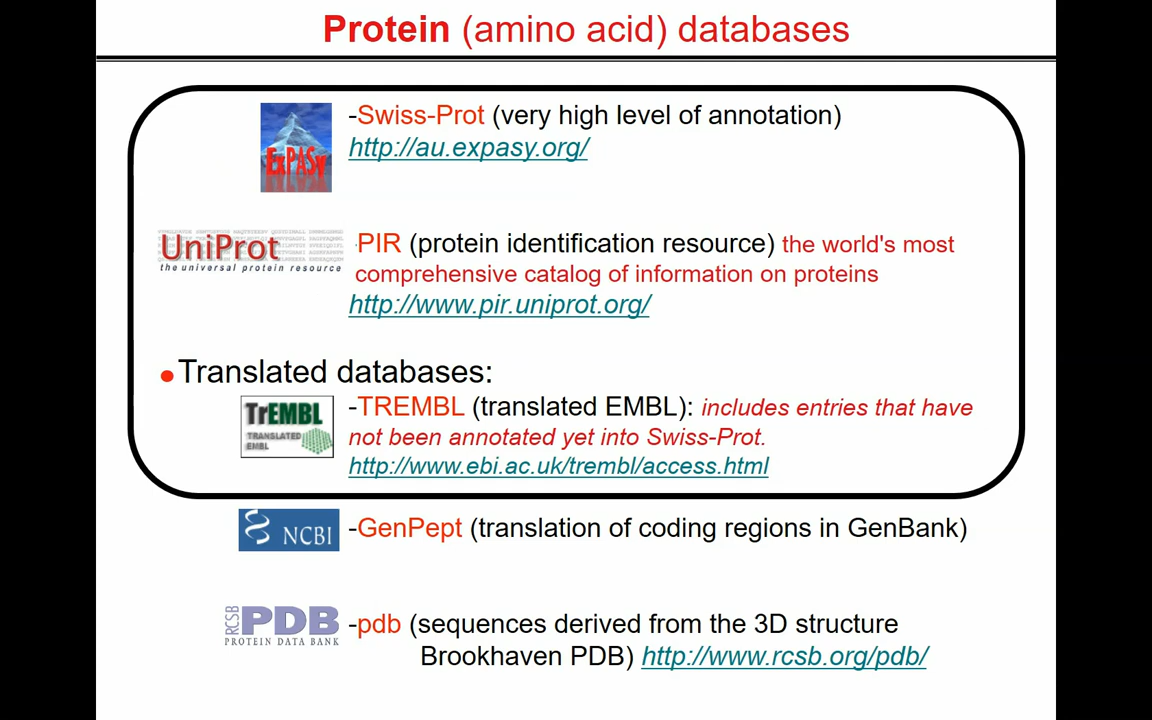 Protein (amino acid) databases
-Swiss-Prot (very high level of annotation)
http://au.expasy.org/
ExPASy
UniProt
the universal protein resource
-PIR (protein identification resource) the world's most
comprehensive catalog of information on proteins
http://www.pir.uniprot.org/
•Translated databases:
TrEMBL
TRANSLATED
EMBL
-TREMBL (translated EMBL): includes entries that have
not been annotated yet into Swiss-Prot.
http://www.ebi.ac.uk/trembl/access.html
NCBI
-GenPept (translation of coding regions in GenBank)
RCSB
PDB
PROTEIN DATA BANK
-pdb (sequences derived from the 3D structure
Brookhaven PDB) http://www.rcsb.org/pdb/